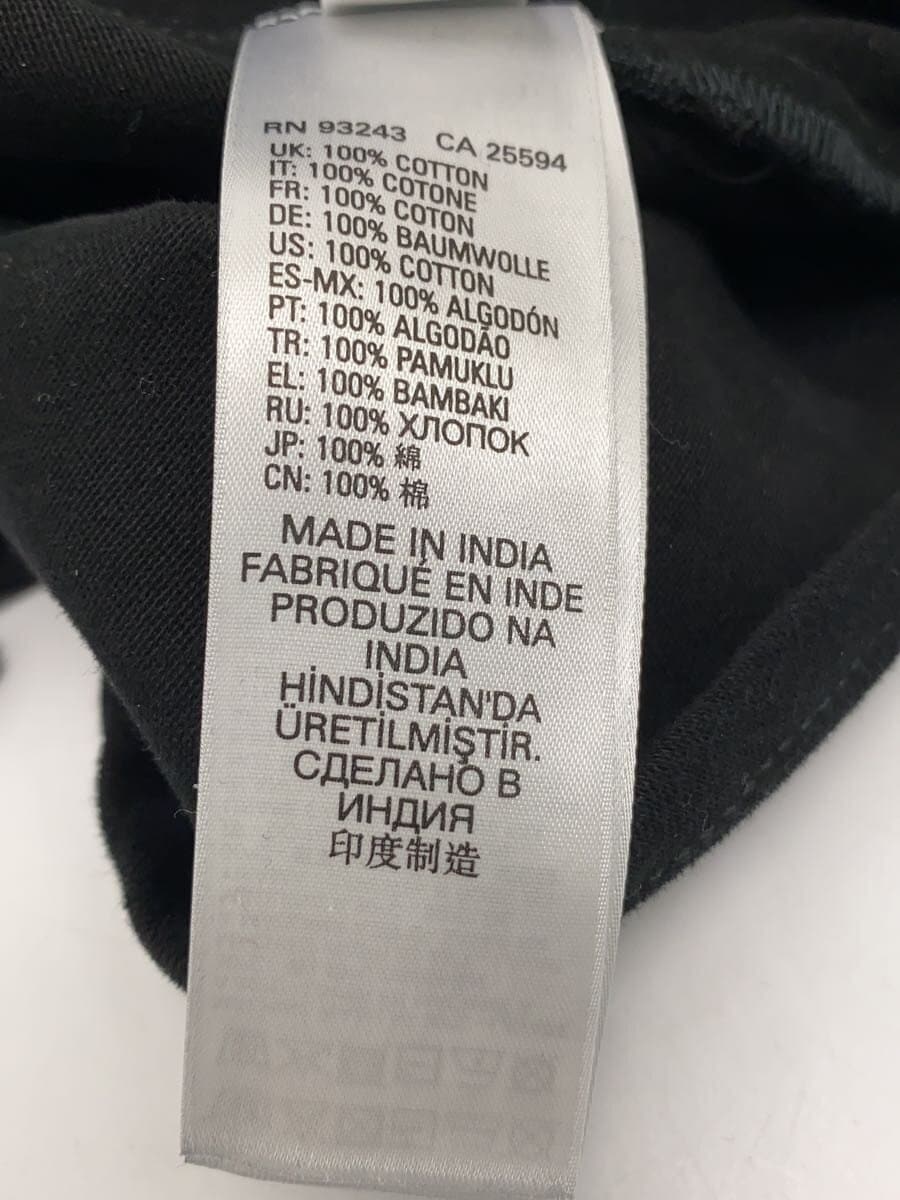 RN 93243 CA 25594
UK: 100% COTTON
IT: 100% COTONE
FR: 100% COTON
DE: 100% BAUMWOLLE
US: 100% COTTON
ES-MX: 100% ALGODÓN
PT: 100% ALGODÃO
TR: 100% PAMUKLU
EL: 100% BAMBAKI
RU: 100% ХЛОПОК
JP: 100% 綿
CN: 100% 棉
MADE IN INDIA
FABRIQUÉ EN INDE
PRODUZIDO NA
INDIA
HİNDİSTAN'DA
ÜRETİLMİŞTİR.
СДЕЛАНО В
ИНДИЯ
印度制造